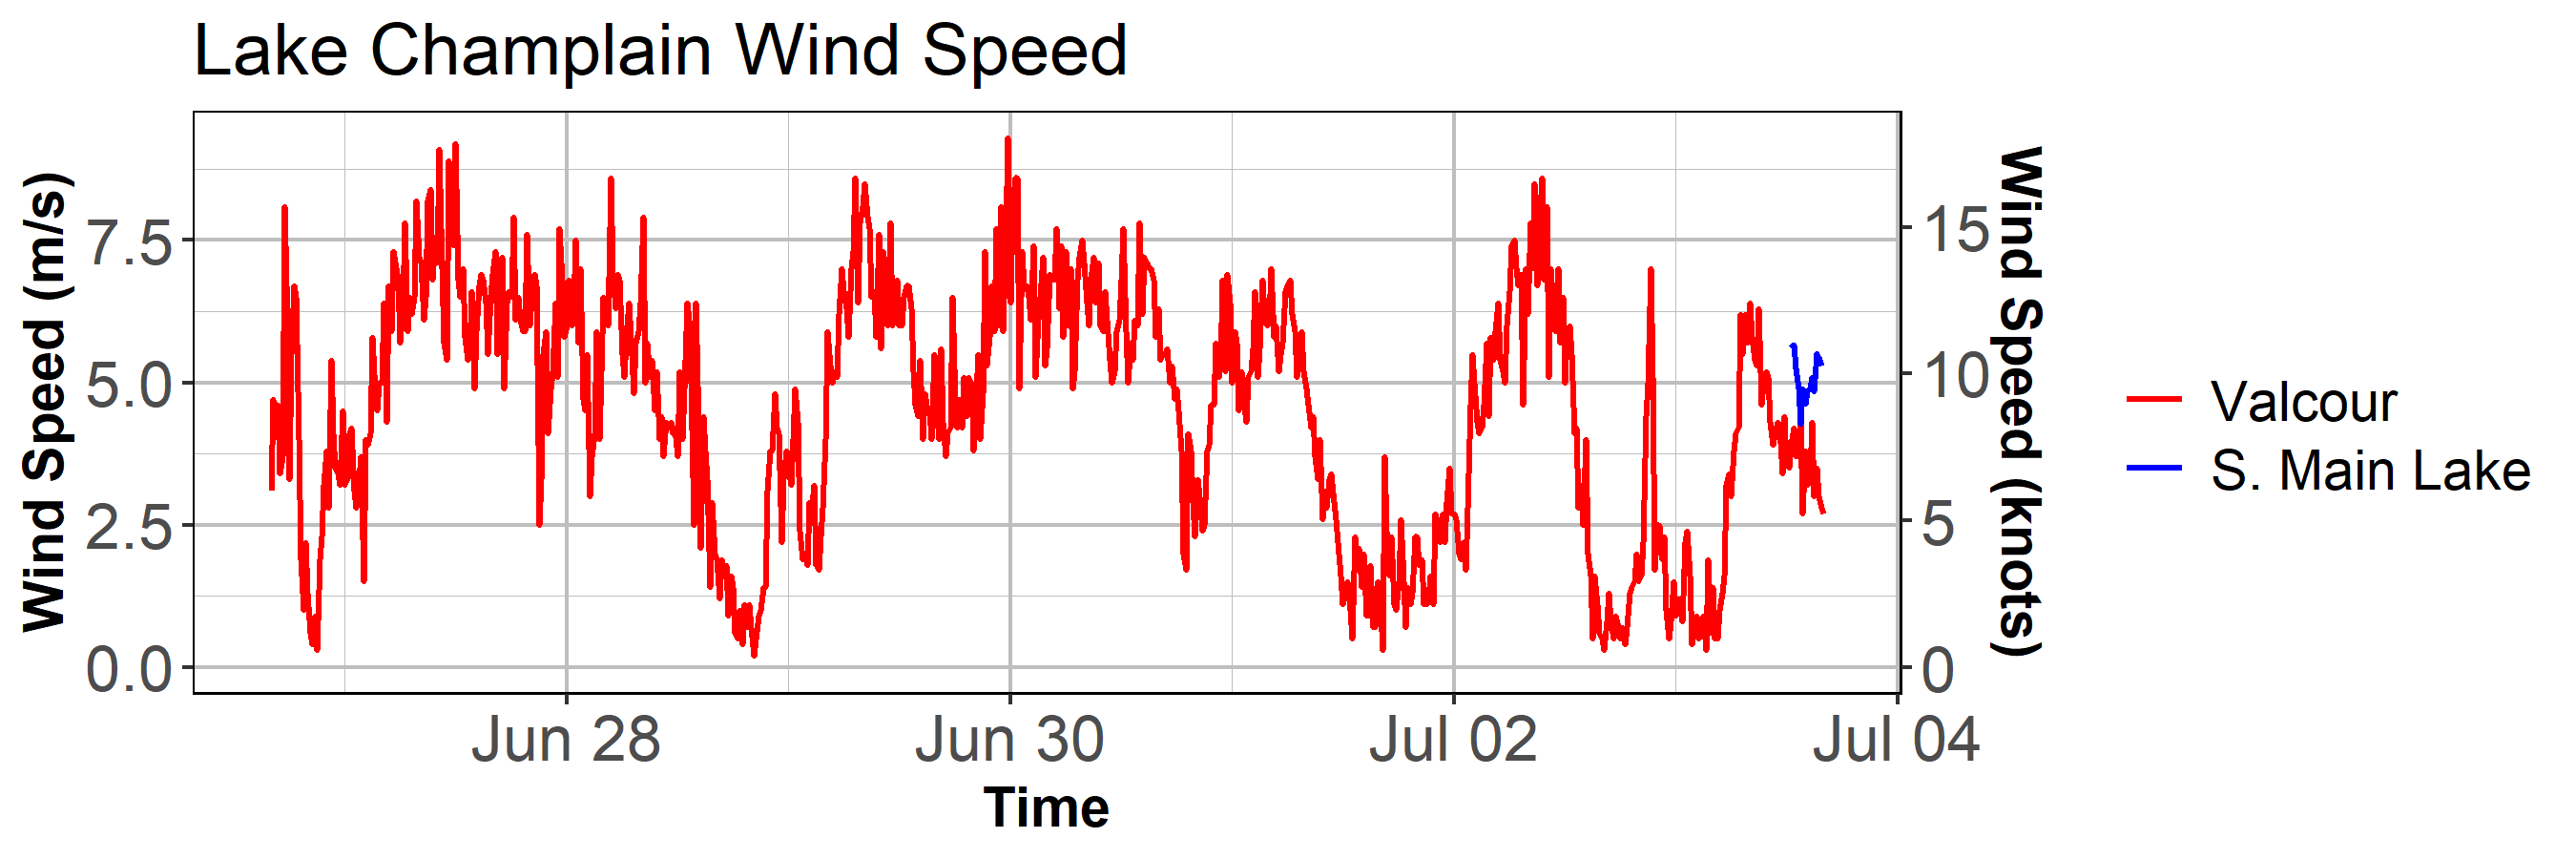 Lake Champlain Wind Speed
Wind Speed (m/s)
7.5
5.0
2.5
0.0
15
10
5
0
Wind Speed (knots)
Jun 28
Jun 30
Jul 02
Jul 04
Time
Valcour
S. Main Lake